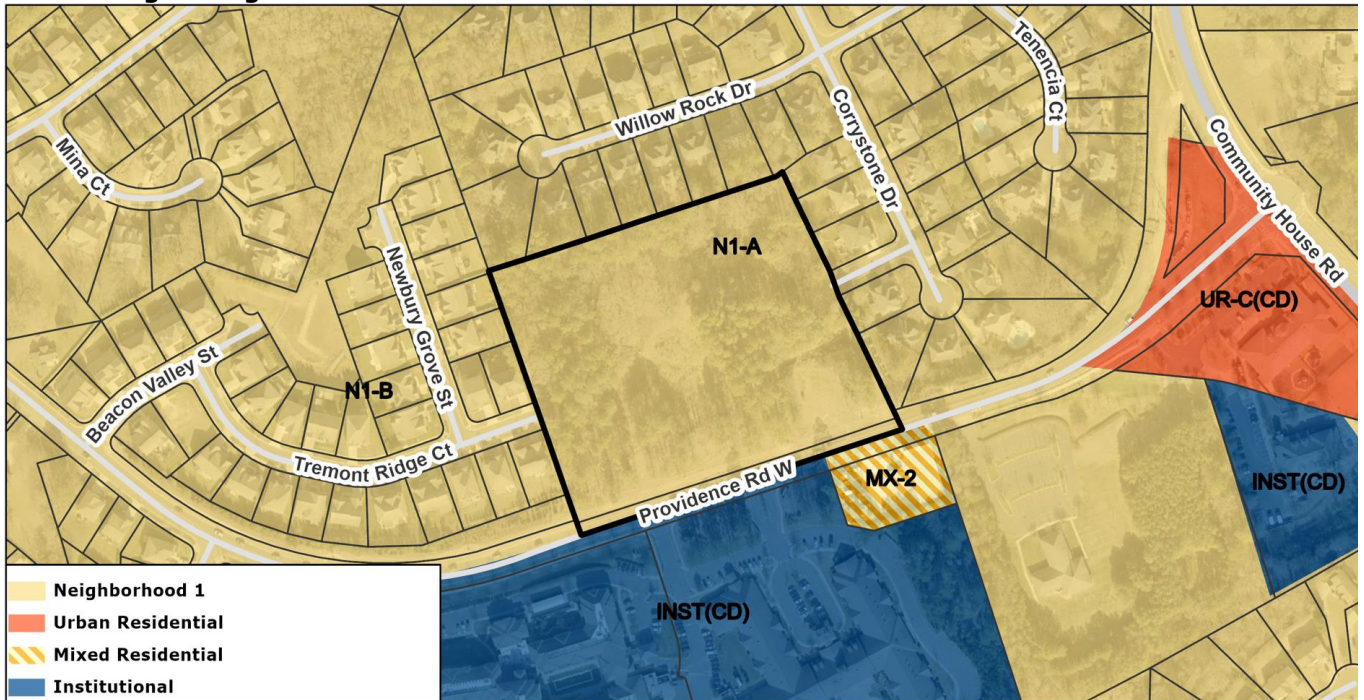 Willow Rock Dr
Tenencia Ct
Corrystone Dr
Community House Rd
Mina Ct
Newbury Grove St
N1-A
UR-C(CD)
Beacon Valley St
N1-B
Tremont Ridge Ct
Providence Rd W
MX-2
INST(CD)
INST(CD)
Neighborhood 1
Urban Residential
Mixed Residential
Institutional